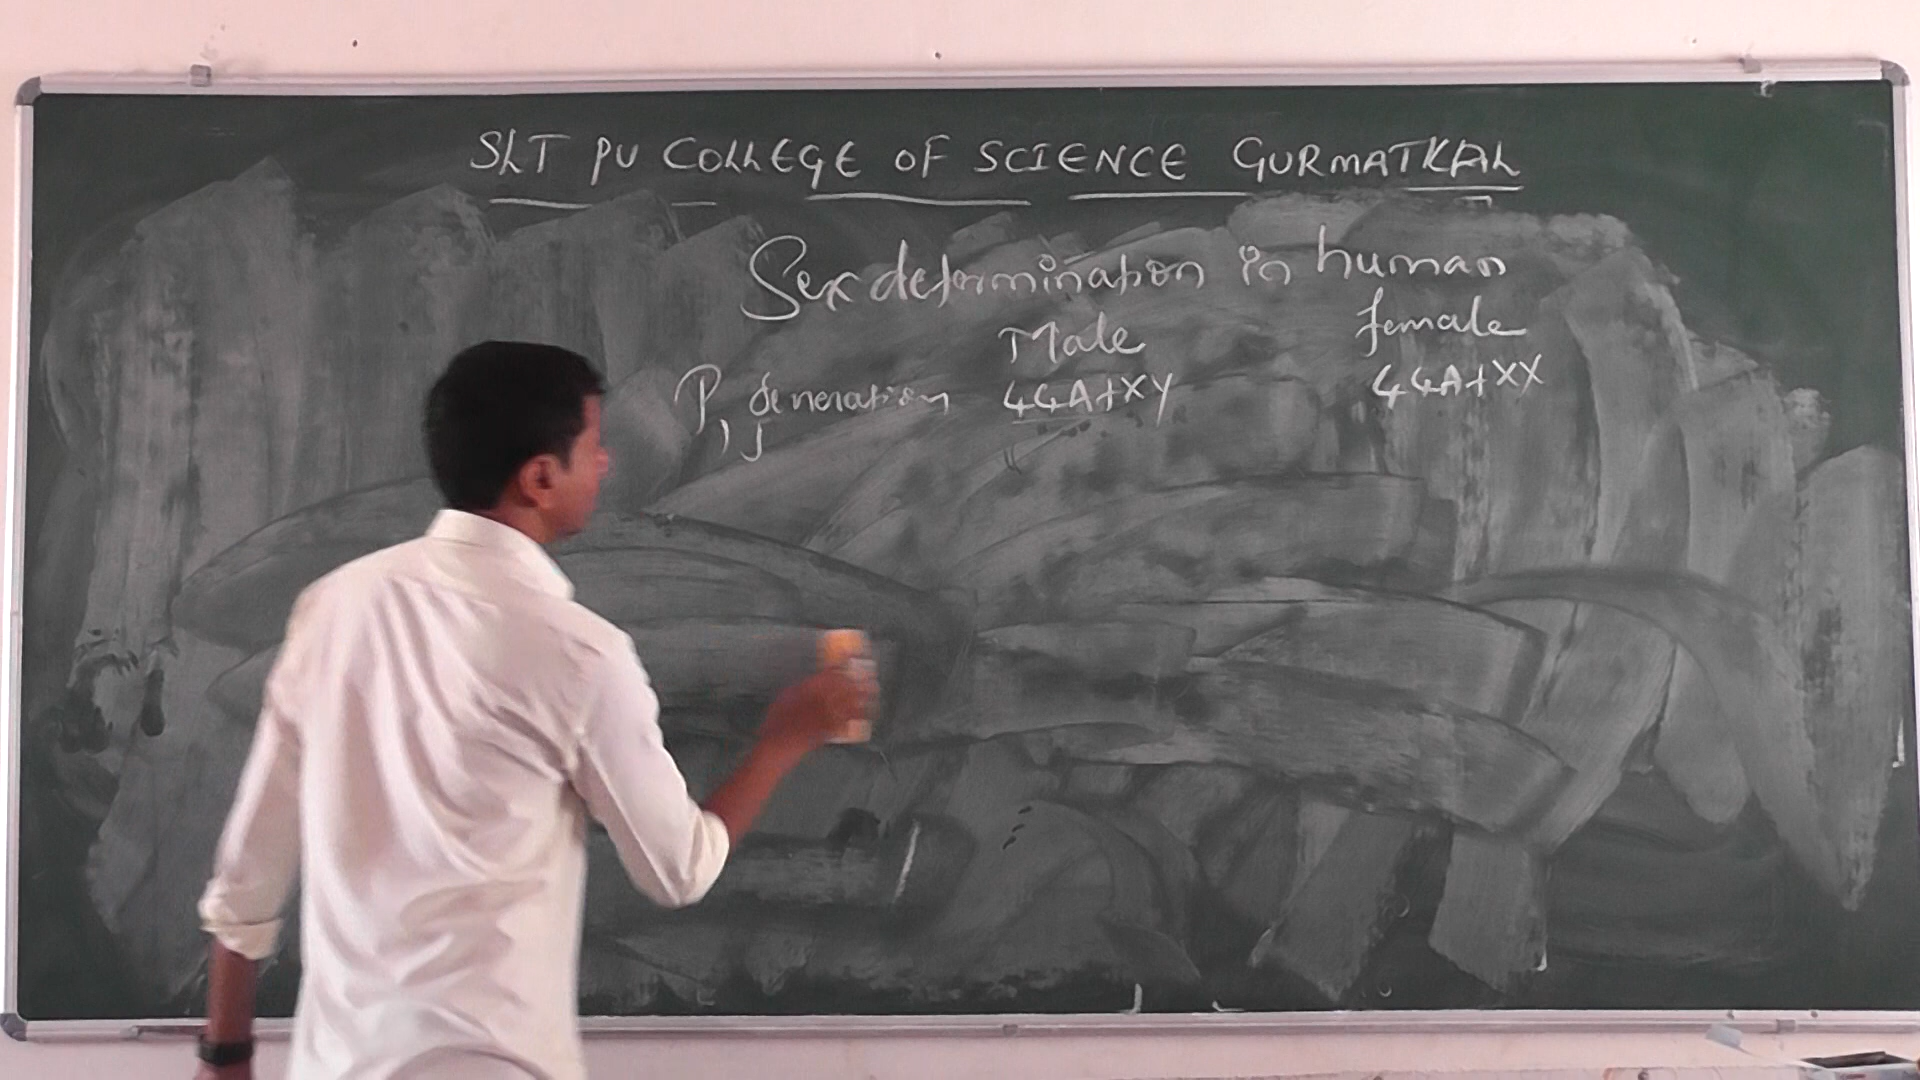 SLT PU COLLEGE OF SCIENCE GURMATKAL
Sex determination in human
Male female
P1 generation 44A+XY 44A+XX